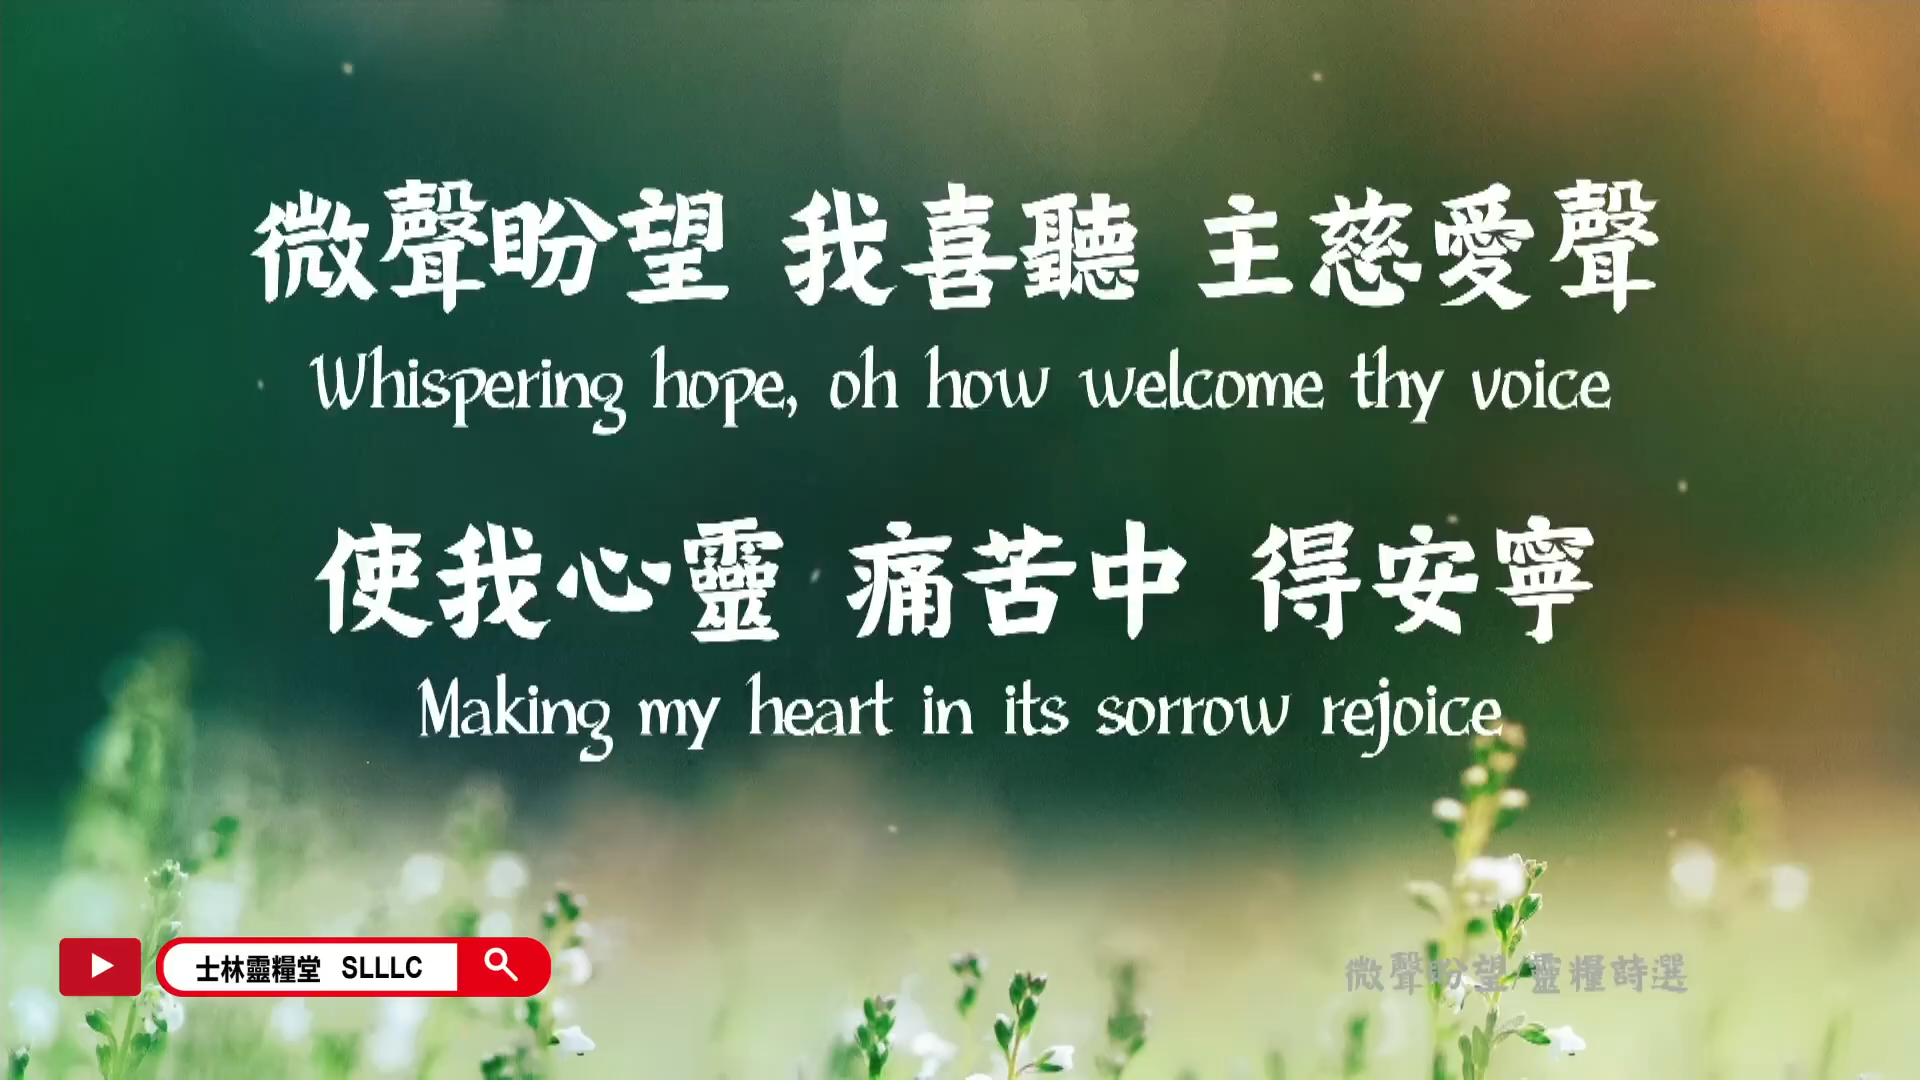 微聲盼望 我喜聽 主慈愛聲
Whispering hope, oh how welcome thy voice
使我心靈 痛苦中 得安寧
Making my heart in its sorrow rejoice
士林靈糧堂 SLLLC
微聲盼望/靈糧詩選